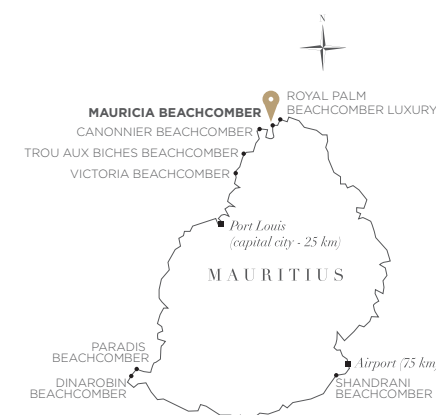 N
ROYAL PALM
BEACHCOMBER LUXURY
MAURICIA BEACHCOMBER
CANONNIER BEACHCOMBER
TROU AUX BICHES BEACHCOMBER
VICTORIA BEACHCOMBER
Port Louis
(capital city - 25 km)
MAURITIUS
PARADIS
BEACHCOMBER
Airport (75 km
DINAROBIN
BEACHCOMBER
SHANDRANI
BEACHCOMBER